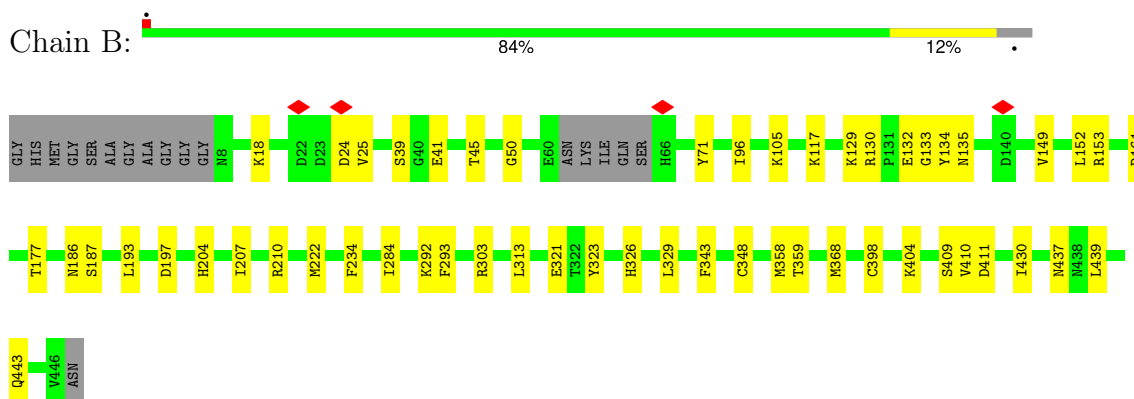 Chain B:
84% 12%
GLY HIS MET GLY SER ALA GLY ALA GLY GLY GLY N8 K18 D22 D23 D24 V25 S39 G40 E41 T45 G50 E60 ASN LYS ILE GLN SER H66 Y71 I96 K105 K117 K129 R130 P131 E132 G133 Y134 N135 D140 V149 L152 R153
T177 N186 S187 L193 D197 H204 I207 R210 M222 F234 I284 K292 F293 R303 L313 E321 T322 Y323 H326 L329 F343 C348 M358 T359 M368 C398 K404 S409 V410 D411 I430 N437 N438 L439
Q443 V446 ASN